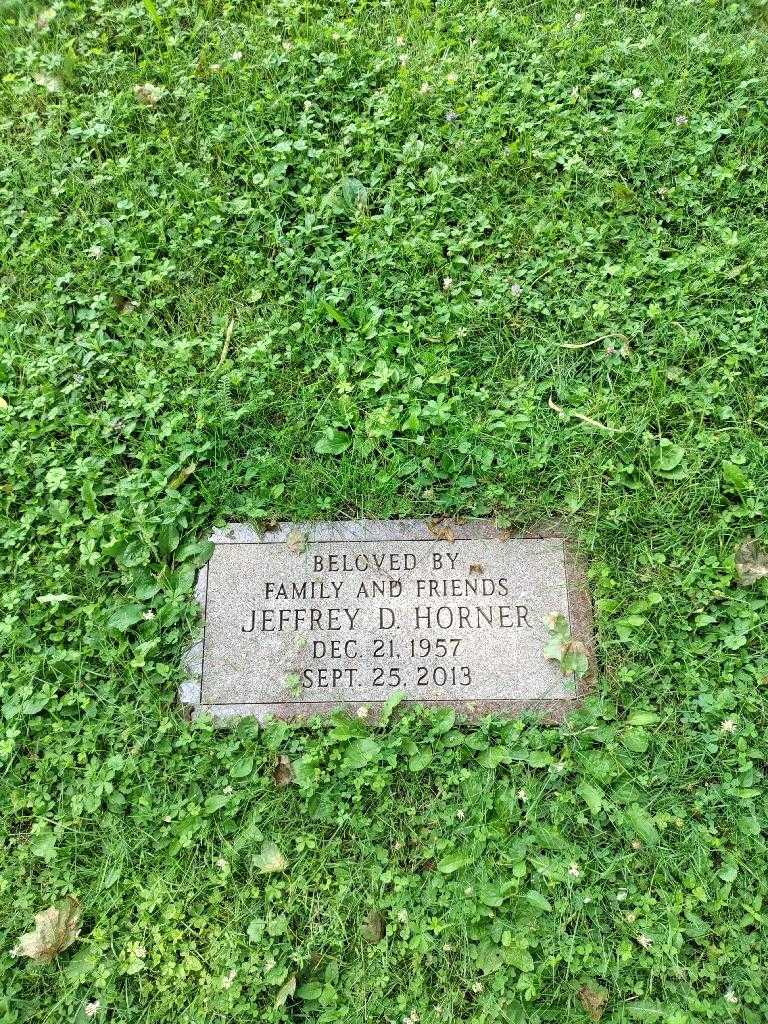 BELOVED BY
FAMILY AND FRIENDS
JEFFREY D. HORNER
DEC. 21, 1957
SEPT. 25, 2013